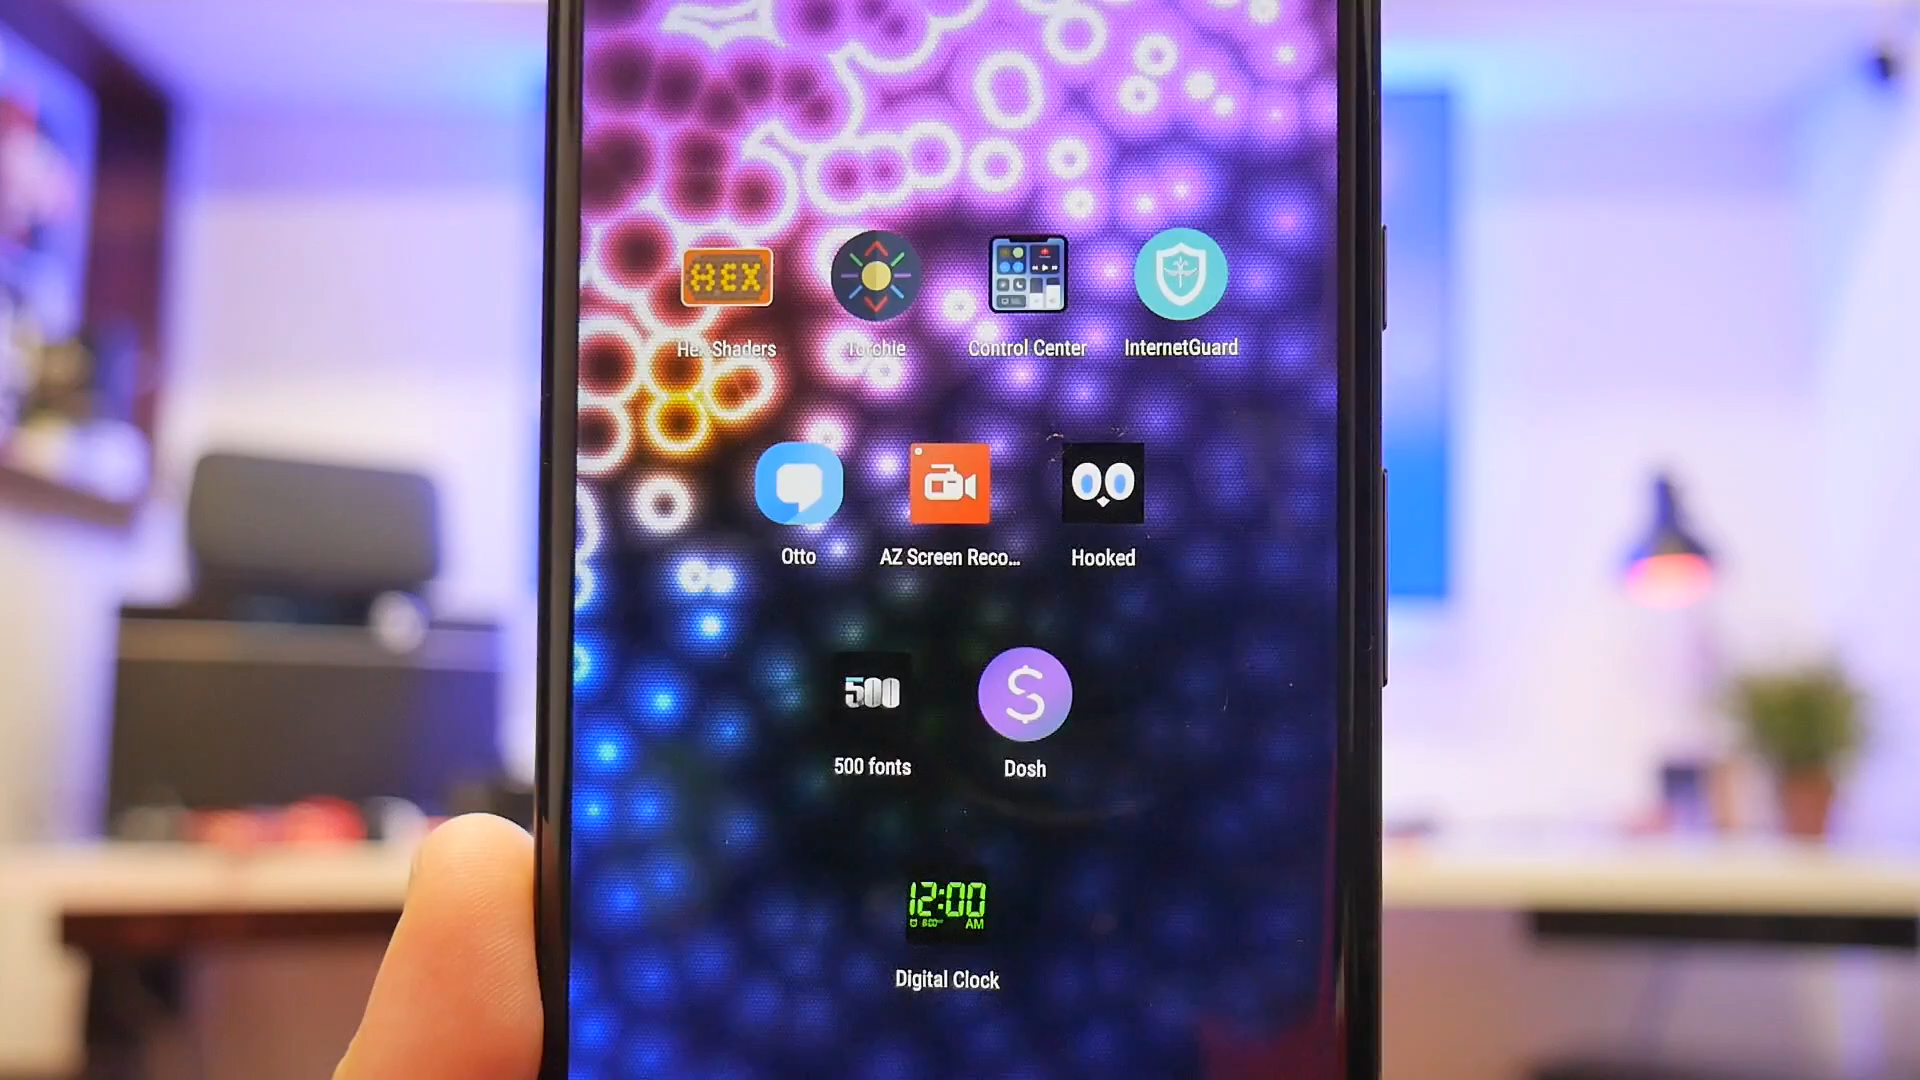 HEX
Hex Shaders
Torchie
Control Center
InternetGuard
Otto
AZ Screen Reco...
Hooked
500
500 fonts
Dosh
12:00
AM
Digital Clock